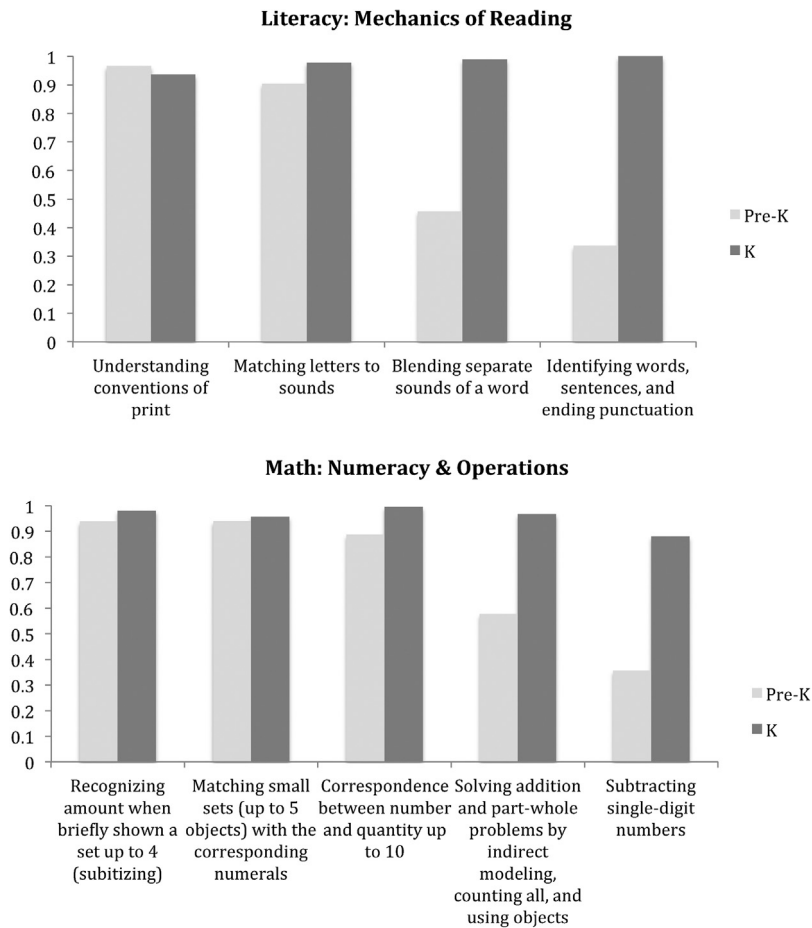 Literacy: Mechanics of Reading
1
0.9
0.8
0.7
0.6
0.5
0.4
0.3
0.2
0.1
0
Pre-K
K
Understanding
conventions of
print
Matching letters to
sounds
Blending separate
sounds of a word
Identifying words,
sentences, and
ending punctuation
Math: Numeracy & Operations
1
0.9
0.8
0.7
0.6
0.5
0.4
0.3
0.2
0.1
0
Pre-K
K
Recognizing
amount when
briefly shown a
set up to 4
(subitizing)
Matching small
sets (up to 5
objects) with the
corresponding
numerals
Correspondence
between number
and quantity up
to 10
Solving addition
and part-whole
problems by
indirect
modeling,
counting all, and
using objects
Subtracting
single-digit
numbers